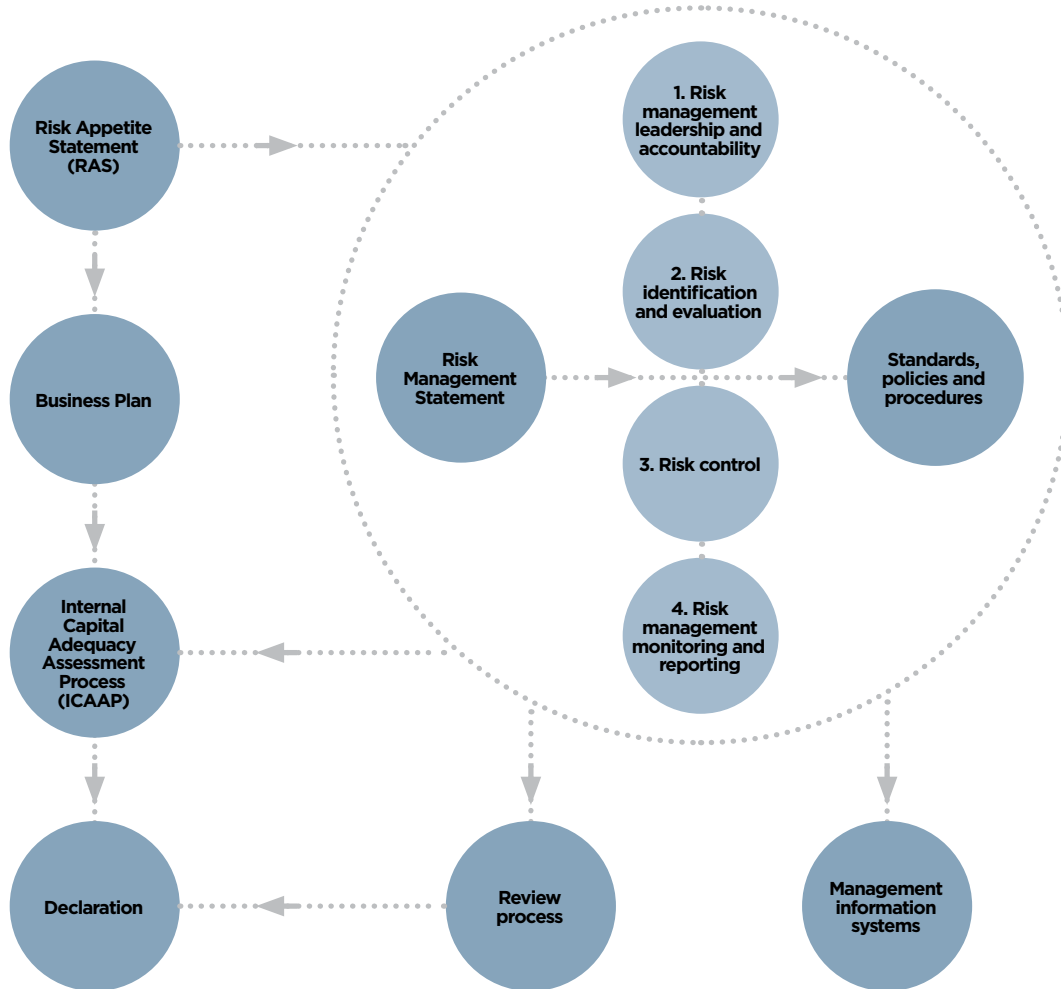 Risk Appetite
Statement
(RAS)
1. Risk
management
leadership and
accountability
2. Risk
identification
and evaluation
Business Plan
Risk
Management
Statement
Standards,
policies and
procedures
3. Risk control
Internal
Capital
Adequacy
Assessment
Process
(ICAAP)
4. Risk
management
monitoring and
reporting
Declaration
Review
process
Management
information
systems